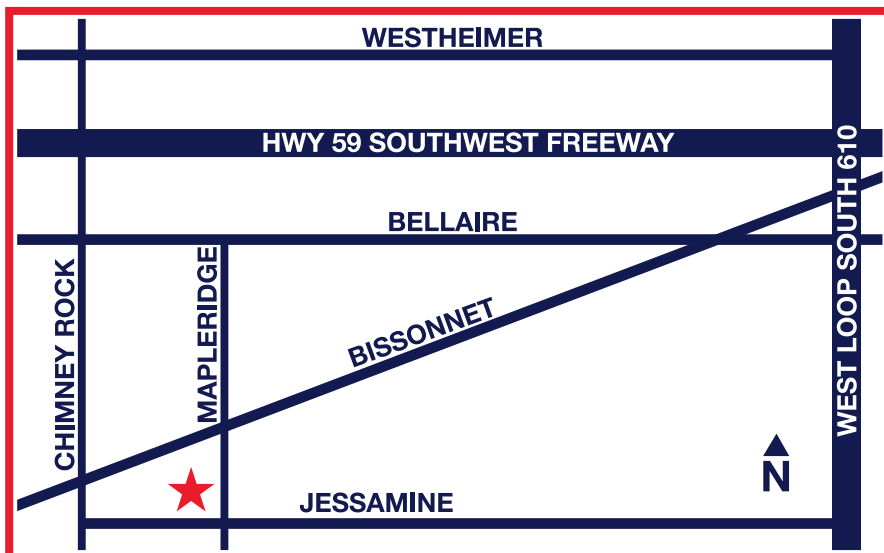 WESTHEIMER
HWY 59 SOUTHWEST FREEWAY
WEST LOOP SOUTH 610
BELLAIRE
CHIMNEY ROCK
MAPLERIDGE
BISSONNET
N
JESSAMINE